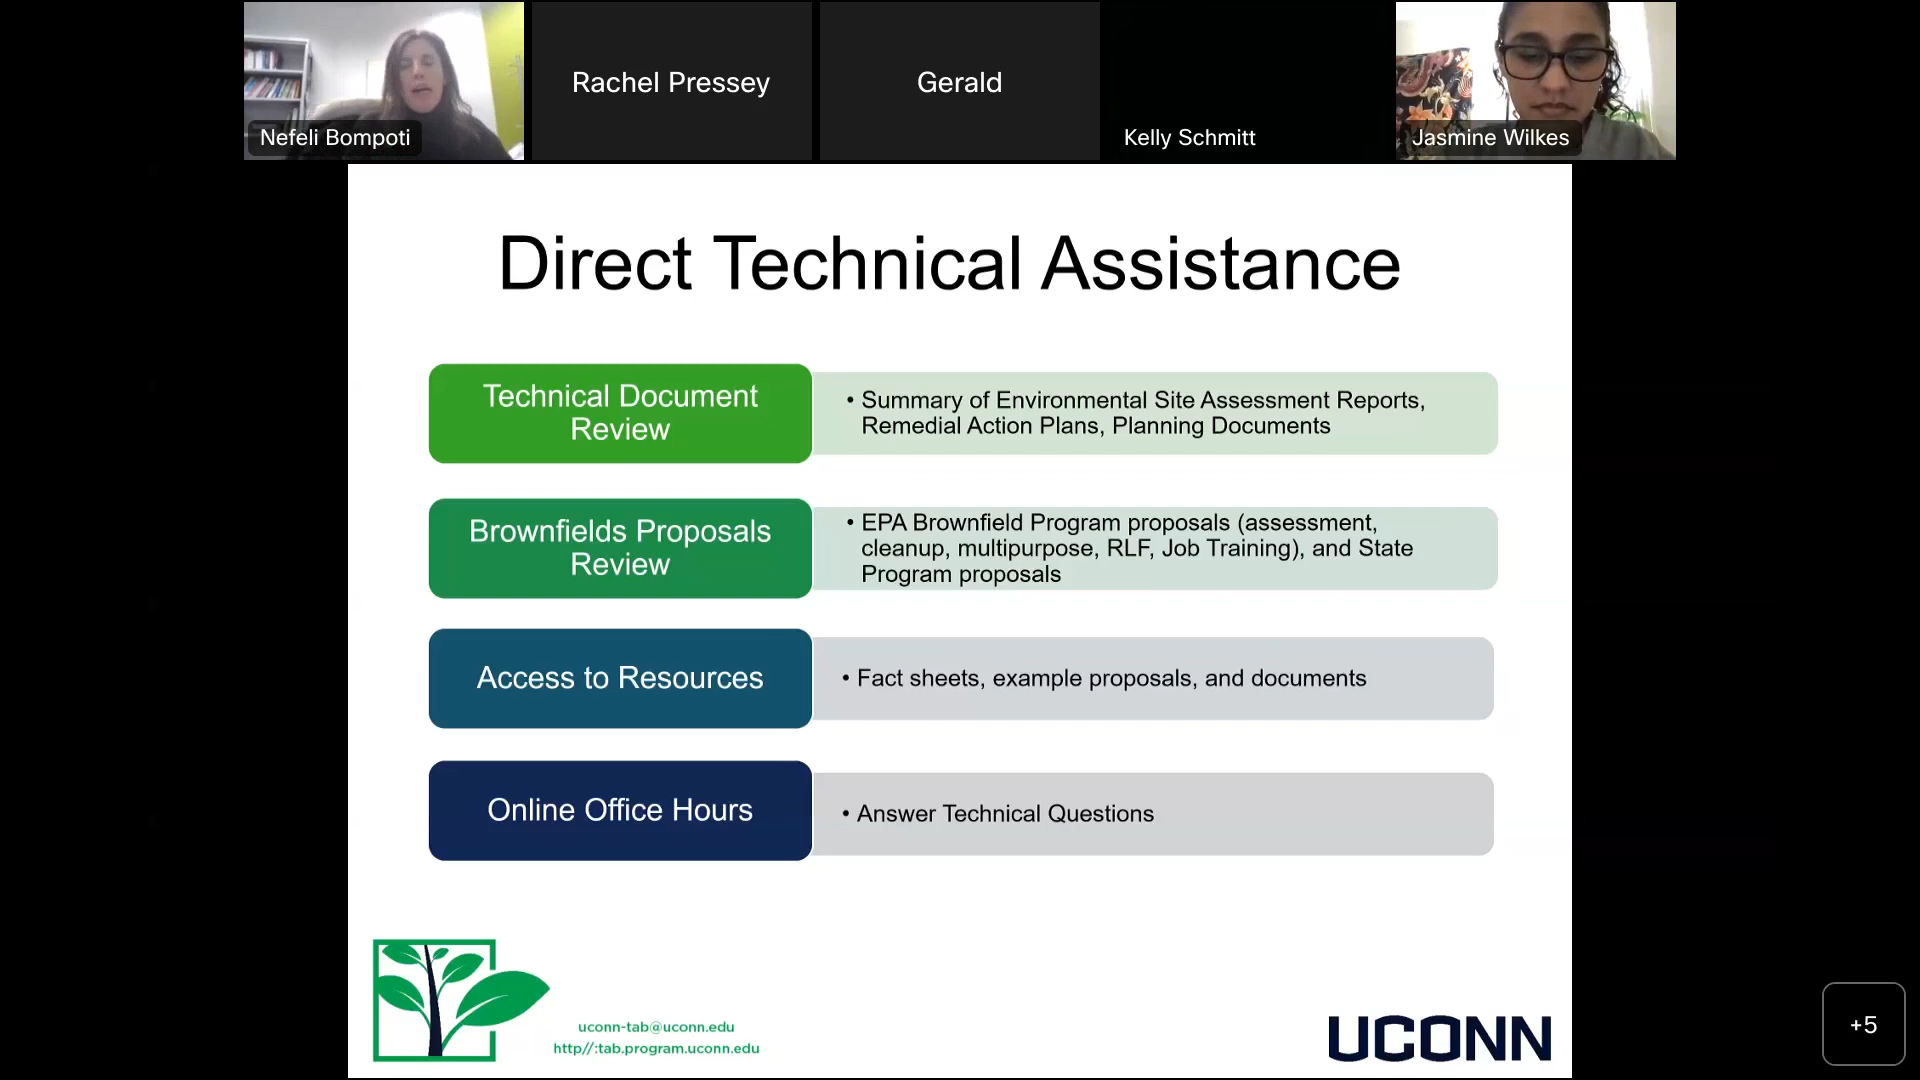 Rachel Pressey
Gerald
Nefeli Bompoti
Kelly Schmitt
Jasmine Wilkes
Direct Technical Assistance
Technical Document
Review
• Summary of Environmental Site Assessment Reports,
Remedial Action Plans, Planning Documents
Brownfields Proposals
Review
• EPA Brownfield Program proposals (assessment,
cleanup, multipurpose, RLF, Job Training), and State
Program proposals
Access to Resources
• Fact sheets, example proposals, and documents
Online Office Hours
• Answer Technical Questions
uconn-tab@uconn.edu
http//:tab.program.uconn.edu
UCONN
+5